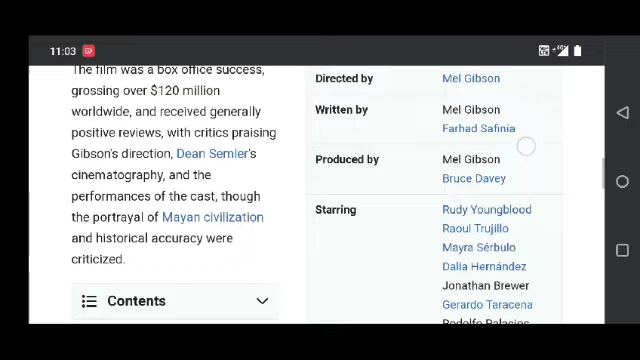 11:03
The film was a box office success,
grossing over $120 million
worldwide, and received generally
positive reviews, with critics praising
Gibson's direction, Dean Semler's
cinematography, and the
performances of the cast, though
the portrayal of Mayan civilization
and historical accuracy were
criticized.
Contents
Directed by Mel Gibson
Written by Mel Gibson
Farhad Safinia
Produced by Mel Gibson
Bruce Davey
Starring Rudy Youngblood
Raoul Trujillo
Mayra Sérbulo
Dalia Hernández
Jonathan Brewer
Gerardo Taracena
Rodolfo Palacios